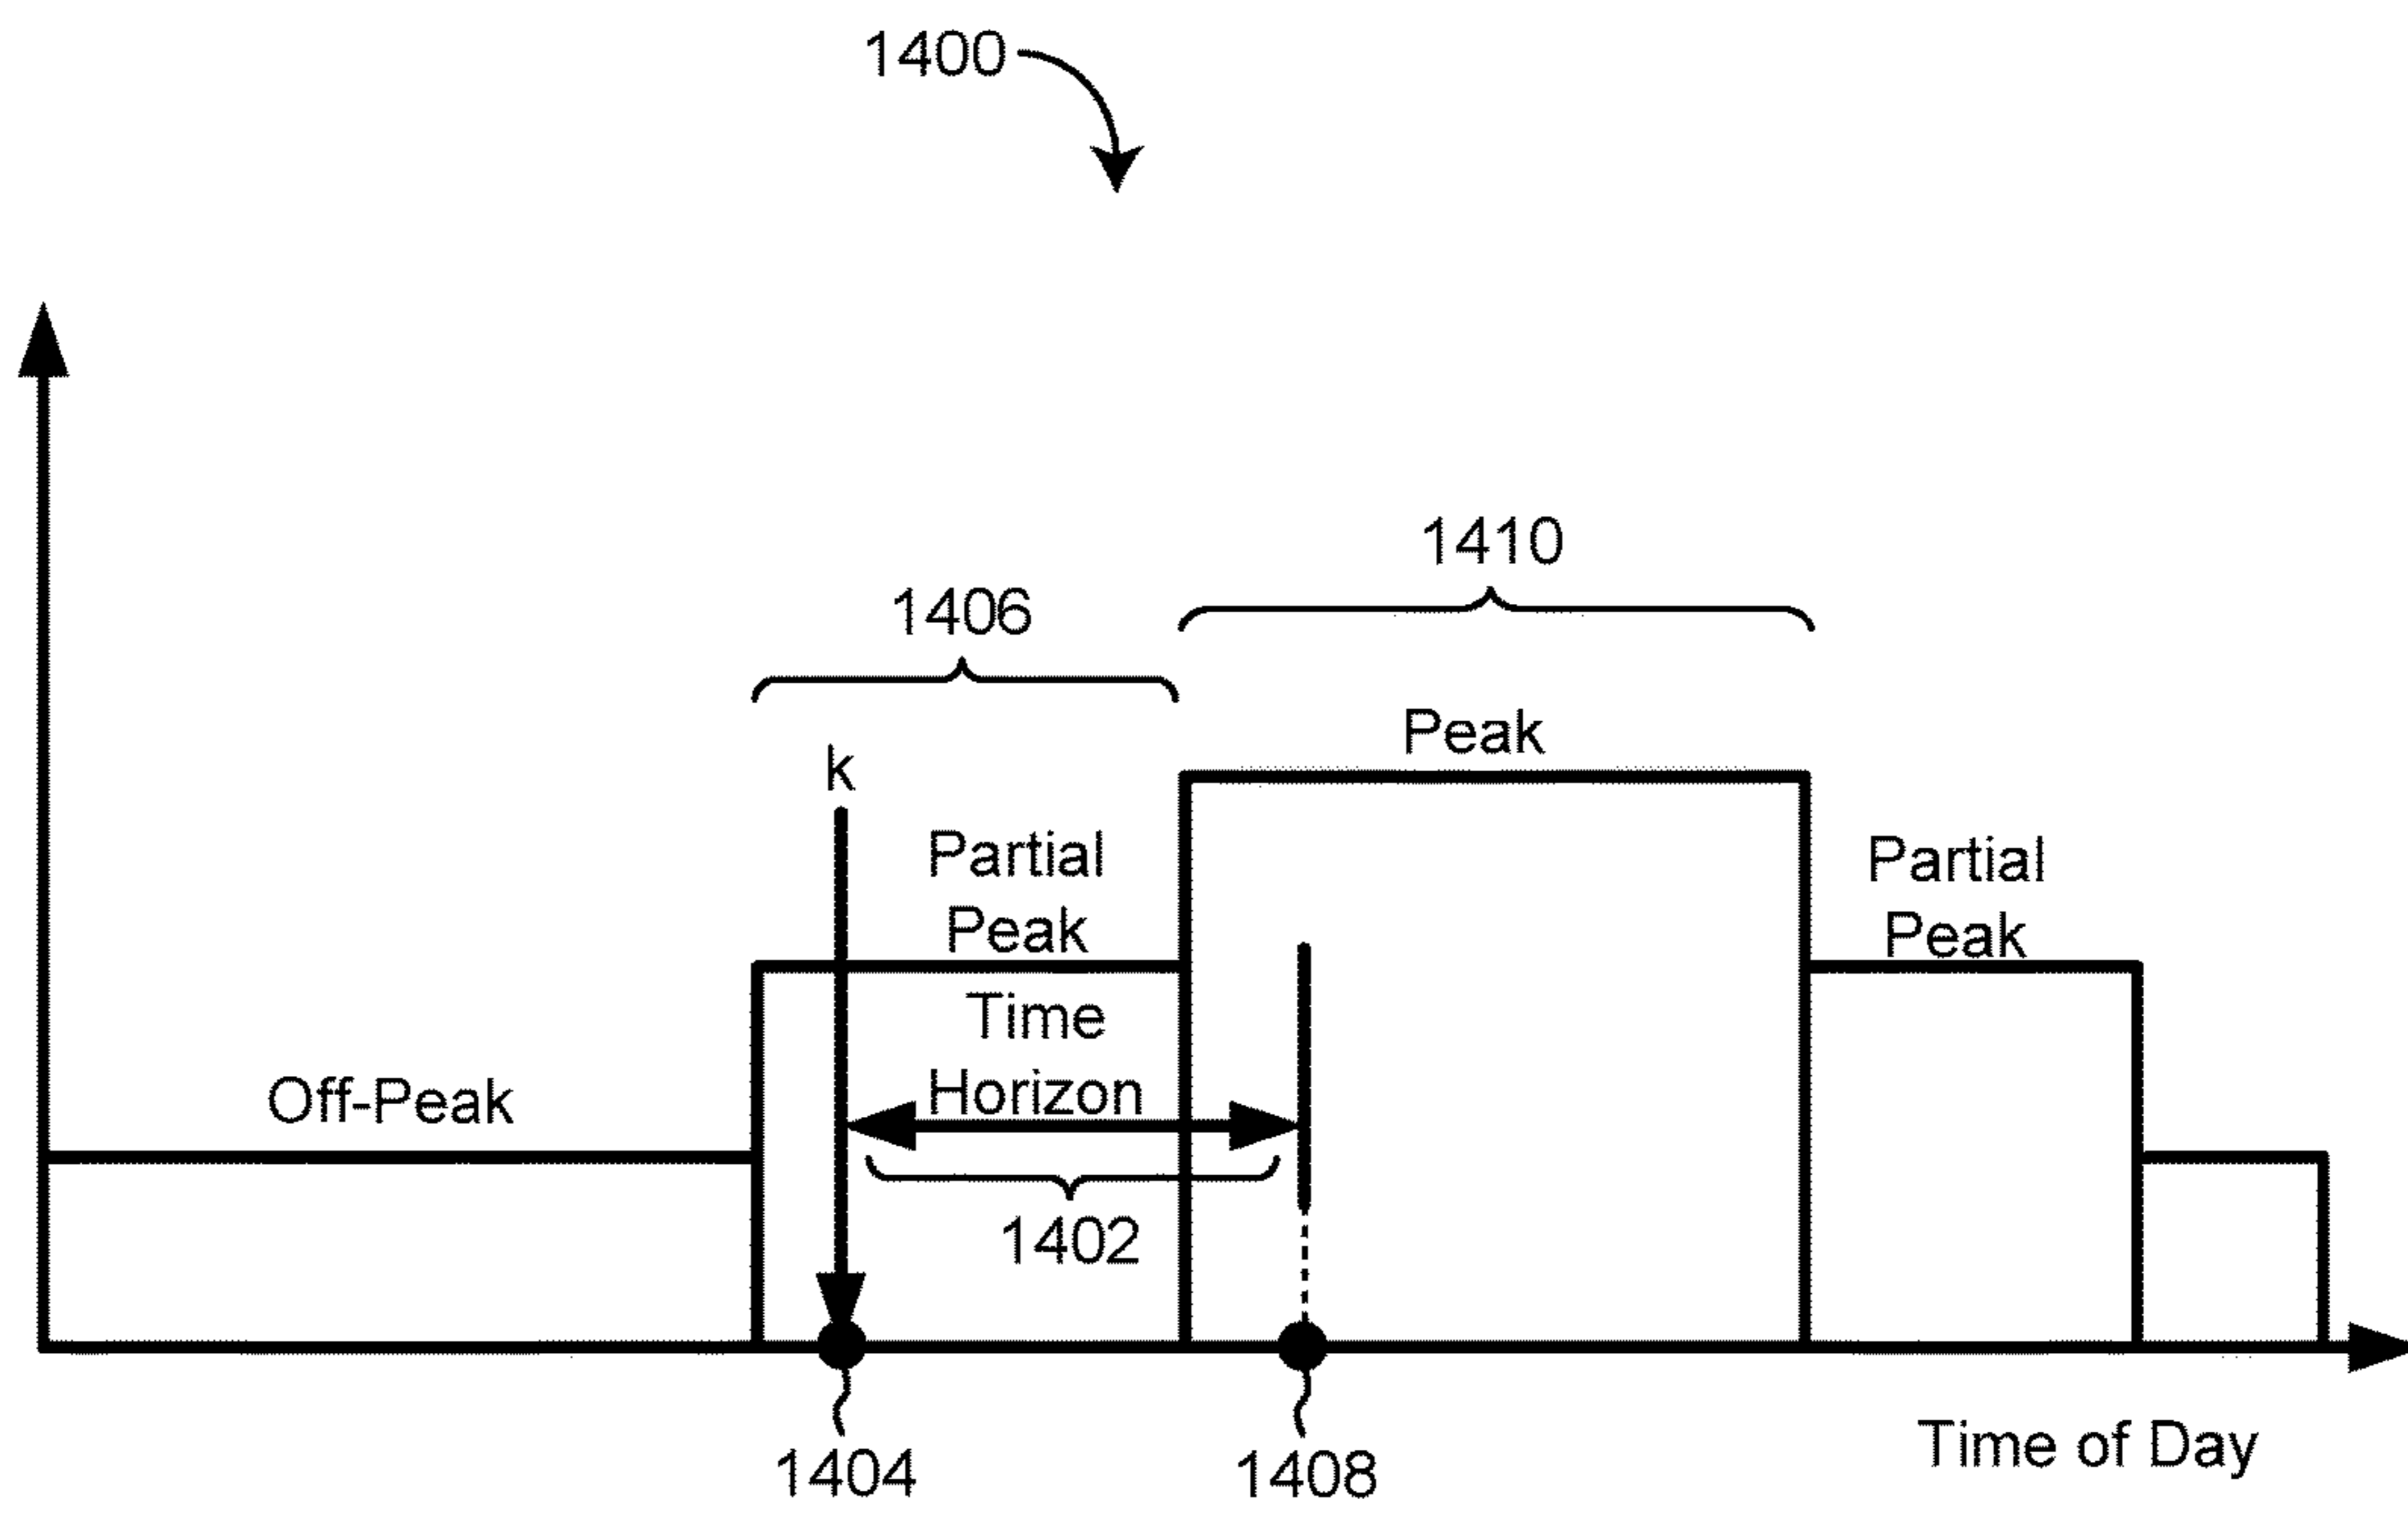 1400
1410
1406
Peak
k
Partial
Peak
Partial
Peak
Time
Horizon
Off-Peak
1402
Time of Day
1404
1408